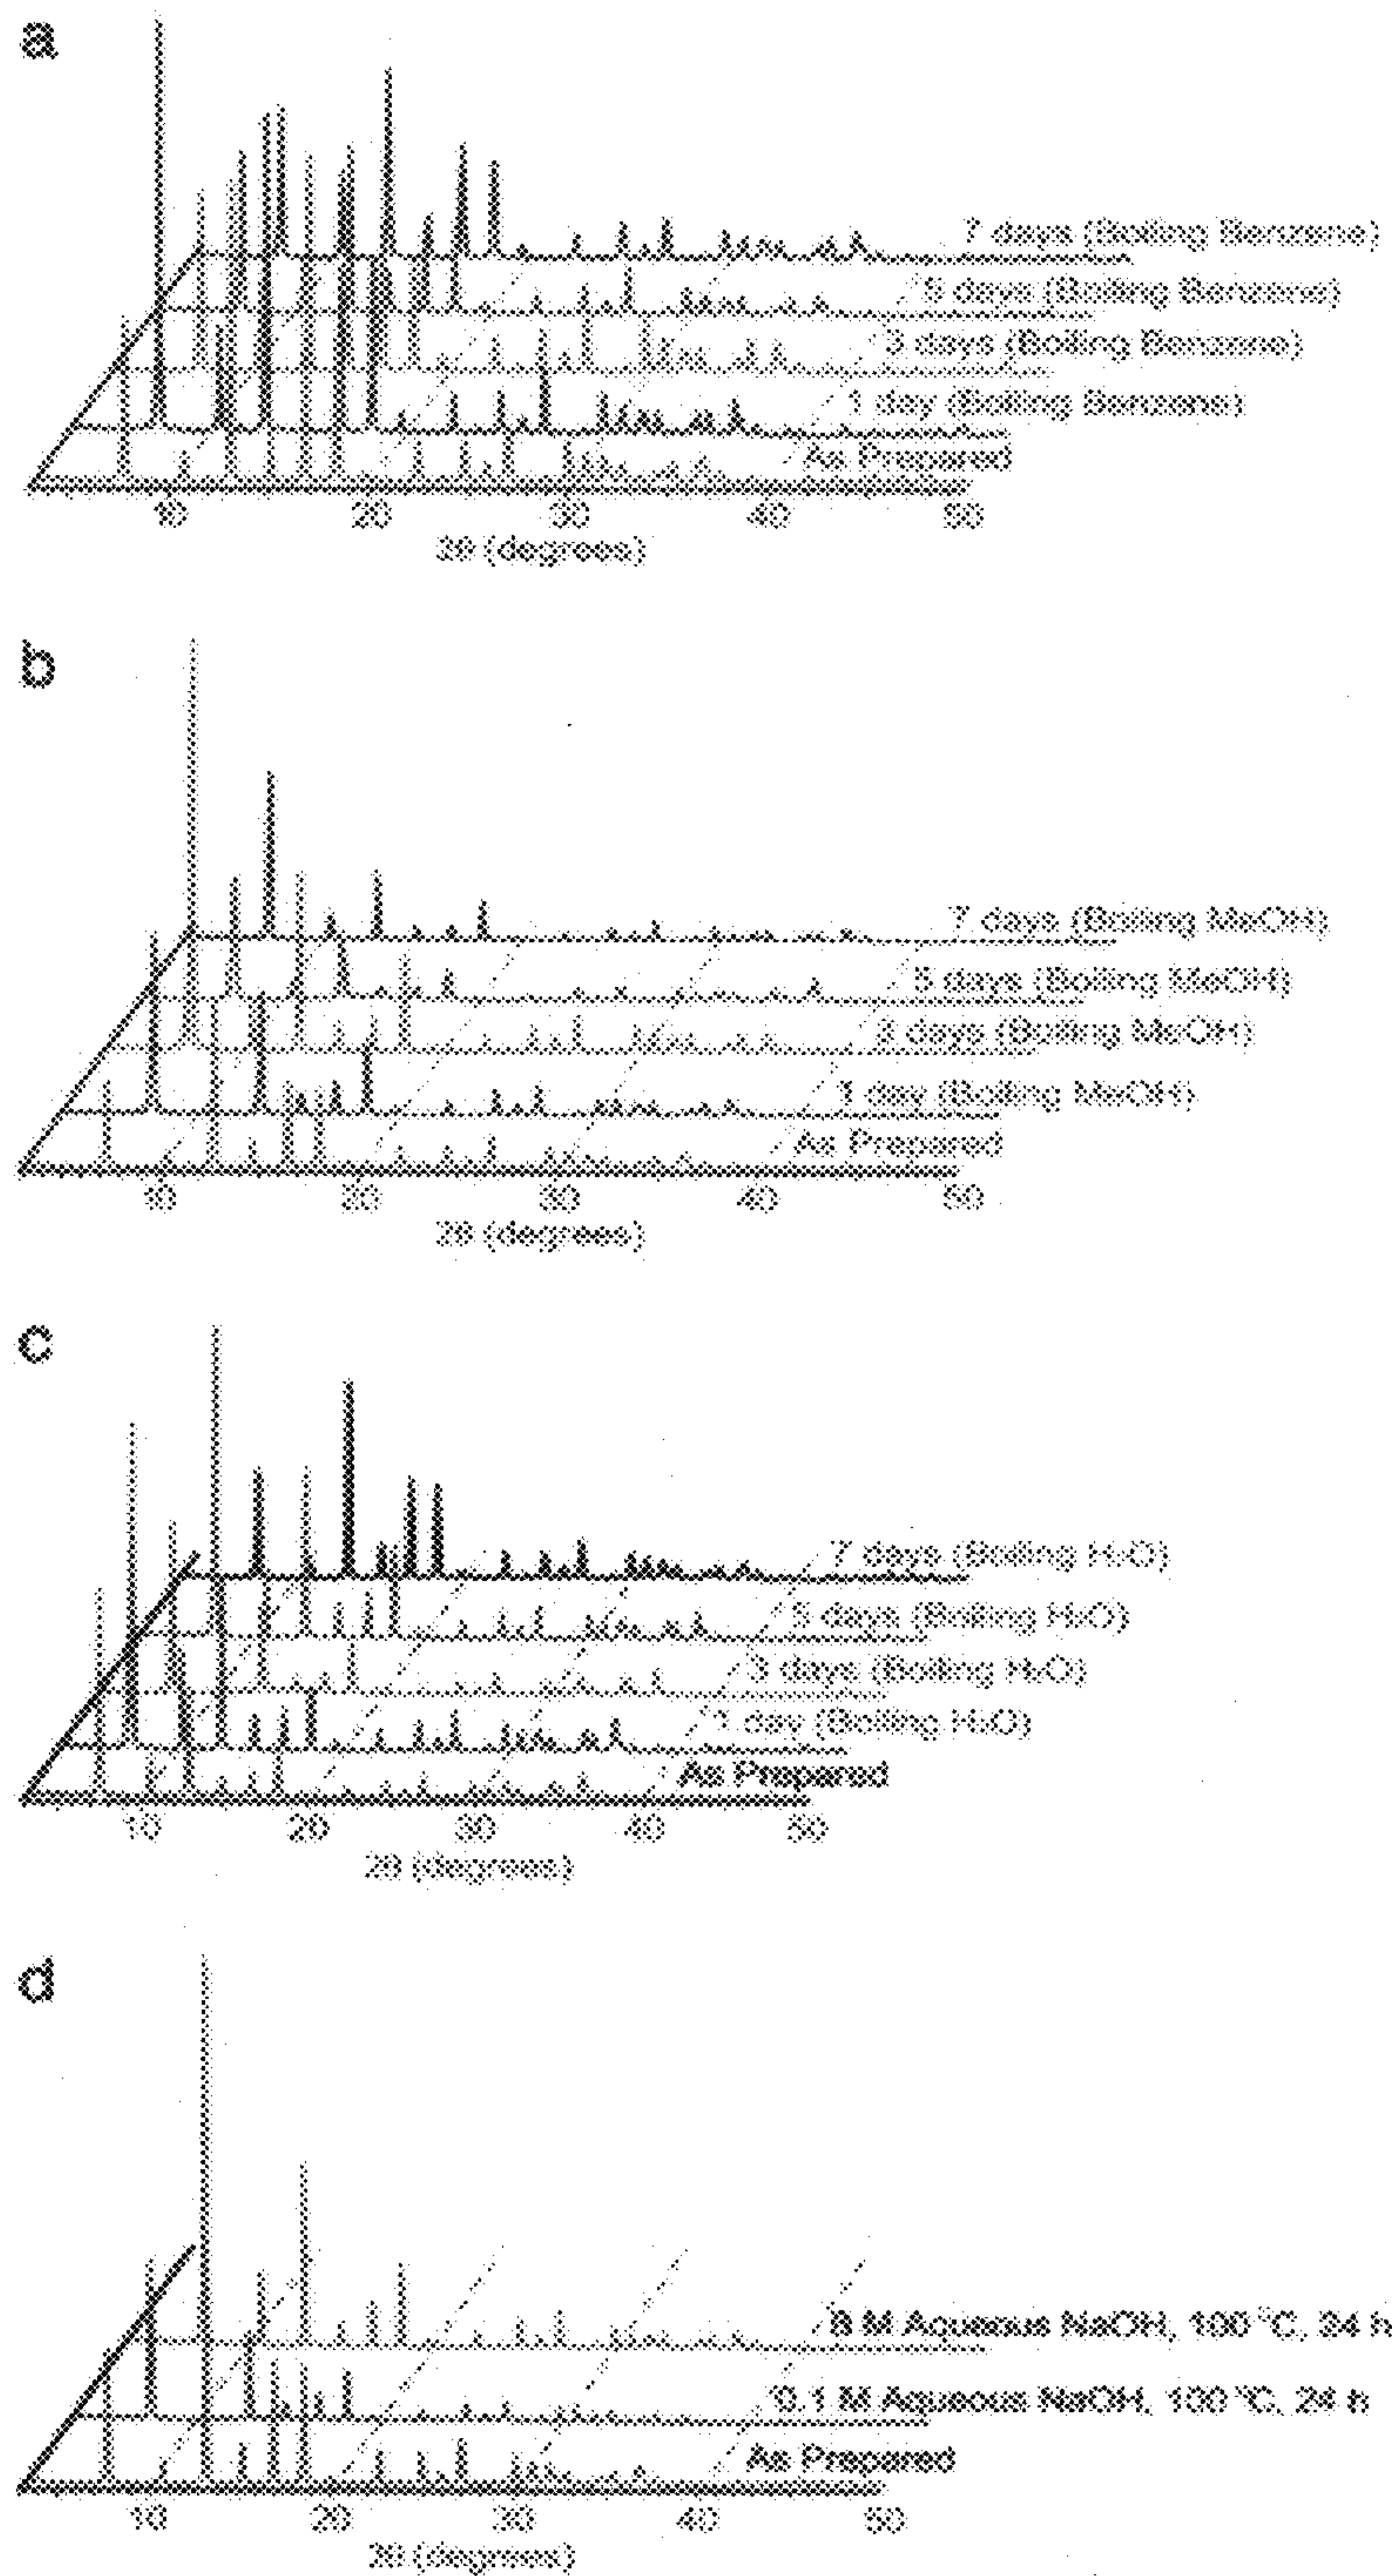 a
7 days (Boiling Benzene)
5 days (Boiling Benzene)
3 days (Boiling Benzene)
1 day (Boiling Benzene)
As Prepared
10 20 30 40 50
2θ (degrees)
b
7 days (Boiling MeOH)
5 days (Boiling MeOH)
3 days (Boiling MeOH)
1 day (Boiling MeOH)
As Prepared
10 20 30 40 50
2θ (degrees)
c
7 days (Boiling H₂O)
5 days (Boiling H₂O)
3 days (Boiling H₂O)
1 day (Boiling H₂O)
As Prepared
10 20 30 40 50
2θ (degrees)
d
8 M Aqueous NaOH, 100 °C, 24 h
0.1 M Aqueous NaOH, 100 °C, 24 h
As Prepared
10 20 30 40 50
2θ (degrees)